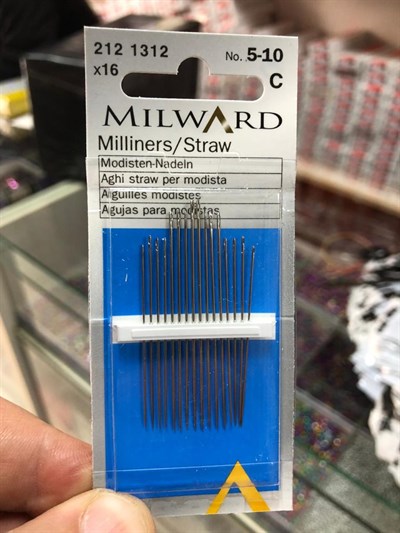 212 1312 No. 5-10
x16 C
MILWARD
Milliners/Straw
Modisten-Nadeln
Aghi straw per modista
Aiguilles modistes
Agujas para modistas